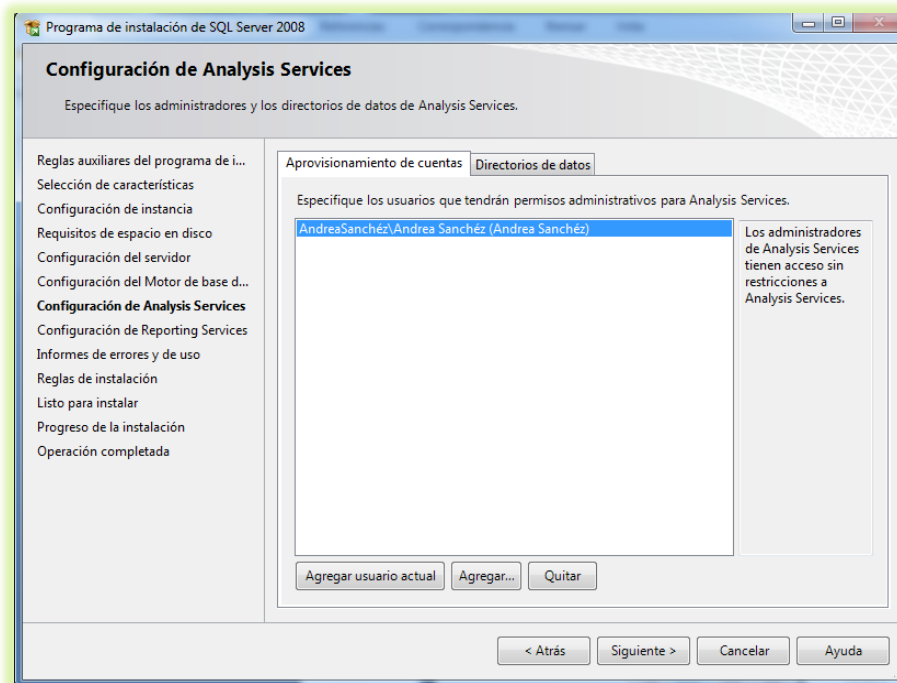 Programa de instalación de SQL Server 2008
Configuración de Analysis Services
Especifique los administradores y los directorios de datos de Analysis Services.
Reglas auxiliares del programa de i...
Selección de características
Configuración de instancia
Requisitos de espacio en disco
Configuración del servidor
Configuración del Motor de base d...
Configuración de Analysis Services
Configuración de Reporting Services
Informes de errores y de uso
Reglas de instalación
Listo para instalar
Progreso de la instalación
Operación completada
Aprovisionamiento de cuentas
Directorios de datos
Especifique los usuarios que tendrán permisos administrativos para Analysis Services.
AndreaSanchéz\Andrea Sanchéz (Andrea Sanchéz)
Los administradores
de Analysis Services
tienen acceso sin
restricciones a
Analysis Services.
Agregar usuario actual
Agregar...
Quitar
< Atrás
Siguiente >
Cancelar
Ayuda